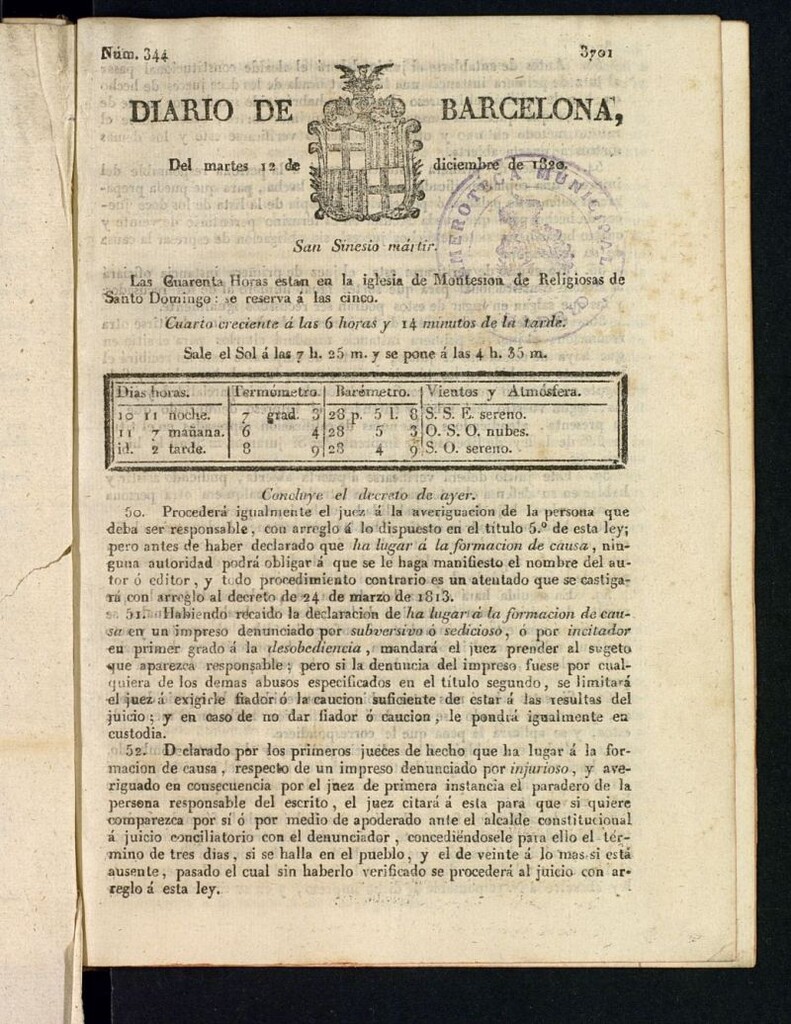 Núm. 344 3701
DIARIO DE BARCELONA,
Del martes 12 de diciembre de 1820.
HEMEROTECA MUNICIPAL
San Sinesio mártir.
Las Cuarenta Horas estan en la iglesia de Montesion de Religiosas de
Santo Domingo: se reserva á las cinco.
Cuarto creciente á las 6 horas y 14 minutos de la tarde.
Sale el Sol á las 7 h. 25 m. y se pone á las 4 h. 35 m.
Dias horas. Termómetro. Barómetro. Vientos y Atmósfera.
10 11 noche. 7 grad. 3 28 p. 5 l. 8 S. S. E. sereno.
11 7 mañana. 6 4 28 5 3 O. S. O. nubes.
id. 2 tarde. 8 9 28 4 9 S. O. sereno.
Concluye el decreto de ayer.
50. Procederá igualmente el juez á la averiguacion de la persona que
deba ser responsable, con arreglo á lo dispuesto en el título 5.º de esta ley;
pero antes de haber declarado que ha lugar á la formacion de causa, nin-
guna autoridad podrá obligar á que se le haga manifiesto el nombre del au-
tor ó editor, y todo procedimiento contrario es un atentado que se castiga-
rá con arreglo al decreto de 24 de marzo de 1813.
51. Habiendo recaido la declaracion de ha lugar á la formacion de cau-
sa en un impreso denunciado por subversivo ó sedicioso, ó por incitador
en primer grado á la desobediencia, mandará el juez prender al sugeto
que aparezca responsable; pero si la denuncia del impreso fuese por cual-
quiera de los demas abusos especificados en el título segundo, se limitará
el juez á exigirle fiador ó la caucion suficiente de estar á las resultas del
juicio; y en caso de no dar fiador ó caucion, le pondrá igualmente en
custodia.
52. Declarado por los primeros jueces de hecho que ha lugar á la for-
macion de causa, respecto de un impreso denunciado por injurioso, y ave-
riguado en consecuencia por el juez de primera instancia el paradero de la
persona responsable del escrito, el juez citará á esta para que si quiere
comparezca por sí ó por medio de apoderado ante el alcalde constitucional
á juicio conciliatorio con el denunciador, concediéndosele para ello el tér-
mino de tres dias, si se halla en el pueblo, y el de veinte á lo mas si está
ausente, pasado el cual sin haberlo verificado se procederá al juicio con ar-
reglo á esta ley.